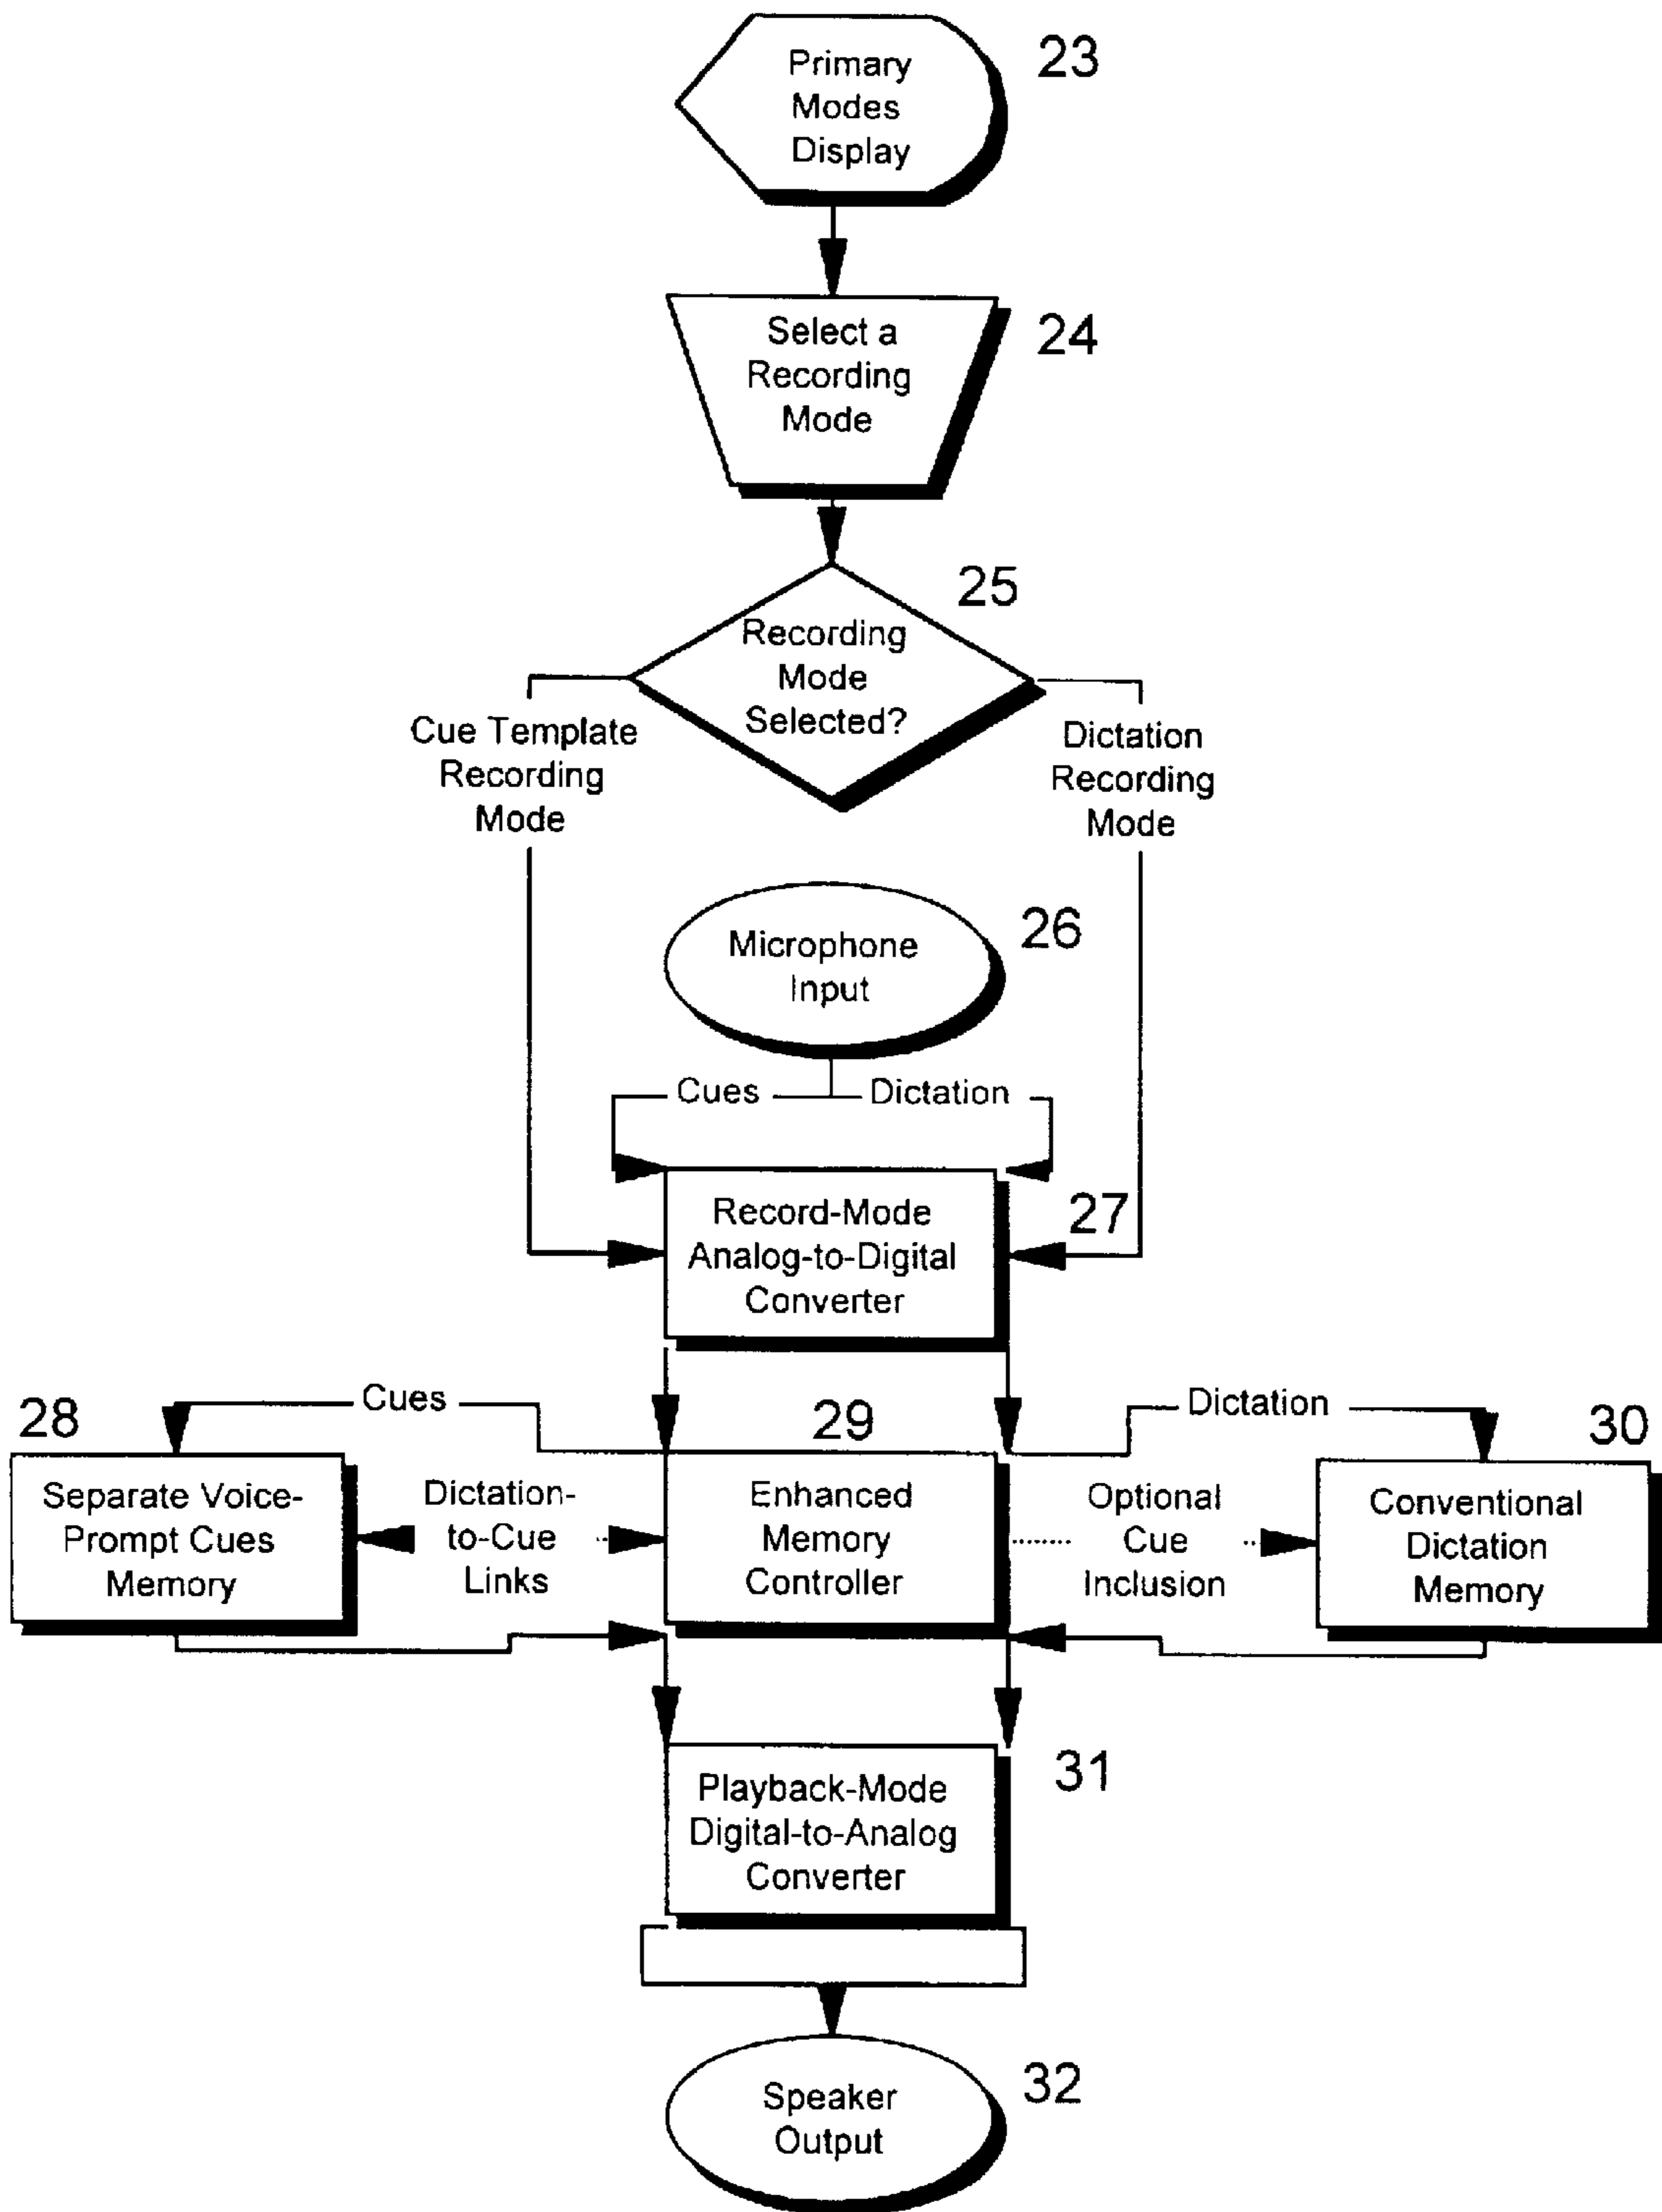 Primary
Modes
Display
23
Select a
Recording
Mode
24
25
Recording
Mode
Selected?
Cue Template
Recording
Mode
Dictation
Recording
Mode
26
Microphone
Input
Cues
Dictation
27
Record-Mode
Analog-to-Digital
Converter
Cues
Dictation
28
Separate Voice-
Prompt Cues
Memory
Dictation-
to-Cue
Links
29
Enhanced
Memory
Controller
Optional
Cue
Inclusion
30
Conventional
Dictation
Memory
31
Playback-Mode
Digital-to-Analog
Converter
32
Speaker
Output